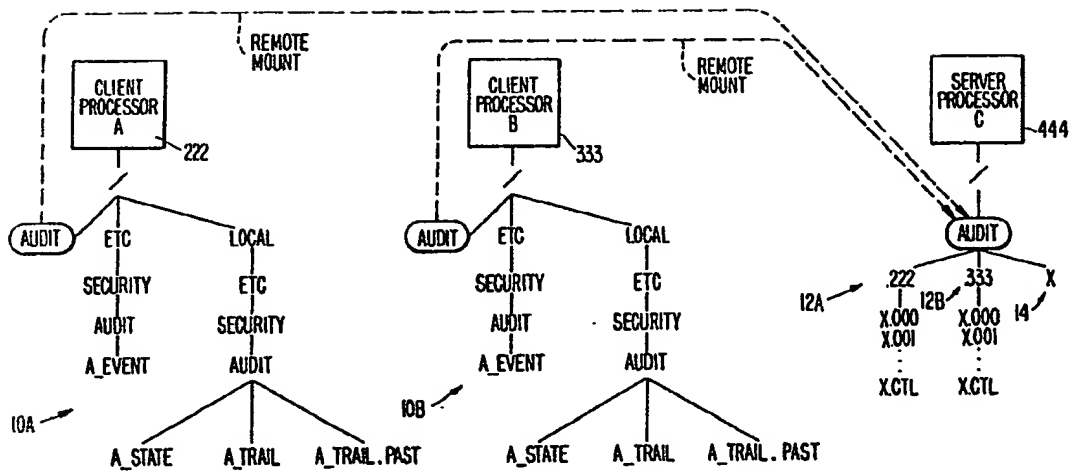 REMOTE
MOUNT
REMOTE
MOUNT
CLIENT
PROCESSOR
A
222
CLIENT
PROCESSOR
B
333
SERVER
PROCESSOR
C
444
/
/
/
AUDIT
ETC
LOCAL
SECURITY
ETC
AUDIT
SECURITY
A_EVENT
AUDIT
10A
A_STATE
A_TRAIL
A_TRAIL.PAST
AUDIT
ETC
LOCAL
SECURITY
ETC
AUDIT
SECURITY
A_EVENT
AUDIT
10B
A_STATE
A_TRAIL
A_TRAIL.PAST
AUDIT
12A
.222
12B
.333
14
X
X.000
X.001
X.CTL
X.000
X.001
X.CTL